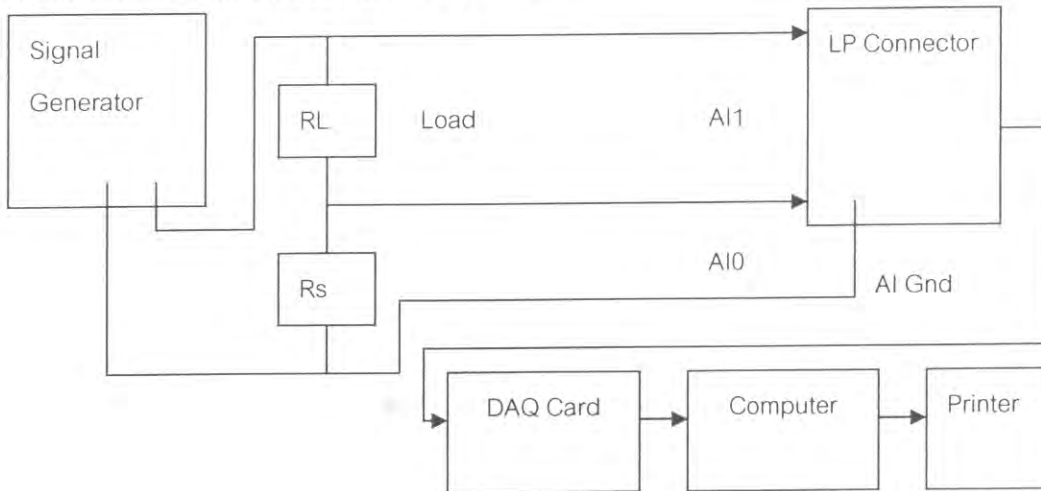 Signal
Generator
LP Connector
RL
Load
AI1
Rs
AI0
AI Gnd
DAQ Card
Computer
Printer